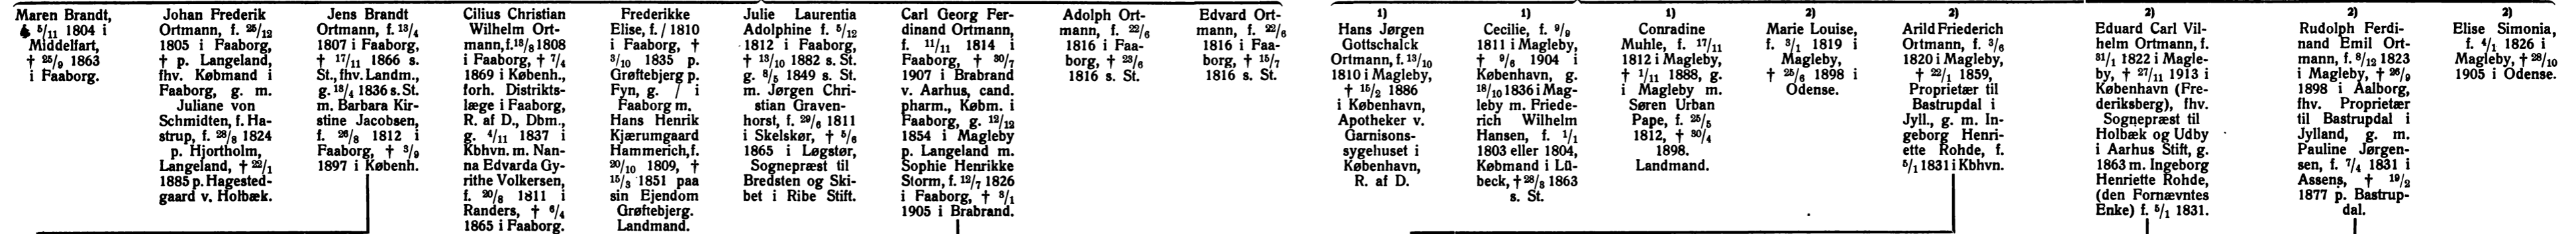 Maren Brandt,
⁵/₁₁ 1804 i
Middelfart,
† ²⁵/₉ 1863
i Faaborg.
Johan Frederik
Ortmann, f. ²⁵/₁₂
1805 i Faaborg,
† p. Langeland,
fhv. Købmand i
Faaborg, g. m.
Juliane von
Schmidten, f. Ha-
strup, f. ²⁸/₈ 1824
p. Hjortholm,
Langeland, † ²²/₁
1885 p. Hagested-
gaard v. Holbæk.
Jens Brandt
Ortmann, f. ¹³/₄
1807 i Faaborg,
† ¹⁷/₁₁ 1866 s.
St., fhv. Landm.,
g. ¹³/₄ 1836 s. St.
m. Barbara Kir-
stine Jacobsen,
f. ²⁶/₈ 1812 i
Faaborg, † ³/₉
1897 i Københ.
Cilius Christian
Wilhelm Ort-
mann, f. ¹⁸/₈ 1808
i Faaborg, † ⁷/₄
1869 i Københ.,
forh. Distrikts-
læge i Faaborg,
R. af D., Dbm.,
g. ⁴/₁₁ 1837 i
Kbhvn. m. Nan-
na Edvarda Gy-
rithe Volkersen,
f. ²⁰/₈ 1811 i
Randers, † ⁶/₄
1865 i Faaborg.
Frederikke
Elise, f. / 1810
i Faaborg, †
³/₁₀ 1835 p.
Grøftebjerg p.
Fyn, g. / i
Faaborg m.
Hans Henrik
Kjærumgaard
Hammerich, f.
²⁰/₁₀ 1809, †
¹⁵/₃ 1851 paa
sin Ejendom
Grøftebjerg.
Landmand.
Julie Laurentia
Adolphine f. ⁵/₁₂
1812 i Faaborg,
† ¹³/₁₀ 1882 s. St.
g. ⁸/₅ 1849 s. St.
m. Jørgen Chri-
stian Graven-
horst, f. ²⁹/₆ 1811
i Skelskør, † ⁵/₆
1865 i Løgstør,
Sognepræst til
Bredsten og Ski-
bet i Ribe Stift.
Carl Georg Fer-
dinand Ortmann,
f. ¹¹/₁₁ 1814 i
Faaborg, † ³⁰/₇
1907 i Brabrand
v. Aarhus, cand.
pharm., Købm. i
Faaborg, g. ¹²/₁₂
1854 i Magleby
p. Langeland m.
Sophie Henrikke
Storm, f. ¹²/₇ 1826
i Faaborg, † ⁸/₁
1905 i Brabrand.
Adolph Ort-
mann, f. ²²/₆
1816 i Faa-
borg, † ²³/₆
1816 s. St.
Edvard Ort-
mann, f. ²²/₆
1816 i Faa-
borg, † ¹⁵/₇
1816 s. St.
1)
Hans Jørgen
Gottschalck
Ortmann, f. ¹³/₁₀
1810 i Magleby,
† ¹⁵/₂ 1886
i København,
Apotheker v.
Garnisons-
sygehuset i
København,
R. af D.
1)
Cecilie, f. ⁹/₉
1811 i Magleby,
† ⁹/₆ 1904 i
København, g.
¹⁸/₁₀ 1836 i Mag-
leby m. Friede-
rich Wilhelm
Hansen, f. ¹/₁
1803 eller 1804,
Købmand i Lü-
beck, † ²⁸/₈ 1863
s. St.
1)
Conradine
Muhle, f. ¹⁷/₁₁
1812 i Magleby,
† ¹/₁₁ 1888, g.
i Magleby m.
Søren Urban
Pape, f. ²⁵/₅
1812, † ³⁰/₄
1898.
Landmand.
2)
Marie Louise,
f. ³/₁ 1819 i
Magleby,
† ²⁵/₆ 1898 i
Odense.
2)
Arild Friederich
Ortmann, f. ³/₆
1820 i Magleby,
† ²²/₁ 1859,
Proprietær til
Bastrupdal i
Jyll., g. m. In-
geborg Henri-
ette Rohde, f.
⁵/₁ 1831 i Kbhvn.
2)
Eduard Carl Vil-
helm Ortmann, f.
³¹/₁ 1822 i Magle-
by, † ²⁷/₁₁ 1913 i
København (Fre-
deriksberg), fhv.
Sognepræst til
Holbæk og Udby
i Aarhus Stift, g.
1863 m. Ingeborg
Henriette Rohde,
(den Fornævntes
Enke) f. ⁵/₁ 1831.
2)
Rudolph Ferdi-
nand Emil Ort-
mann, f. ⁸/₁₂ 1823
i Magleby, † ²⁶/₉
1898 i Aalborg,
fhv. Proprietær
til Bastrupdal i
Jylland, g. m.
Pauline Jørgen-
sen, f. ⁷/₄ 1831 i
Assens, † ¹⁹/₂
1877 p. Bastrup-
dal.
2)
Elise Simonia,
f. ⁴/₁ 1826 i
Magleby, † ²⁸/₁₀
1905 i Odense.